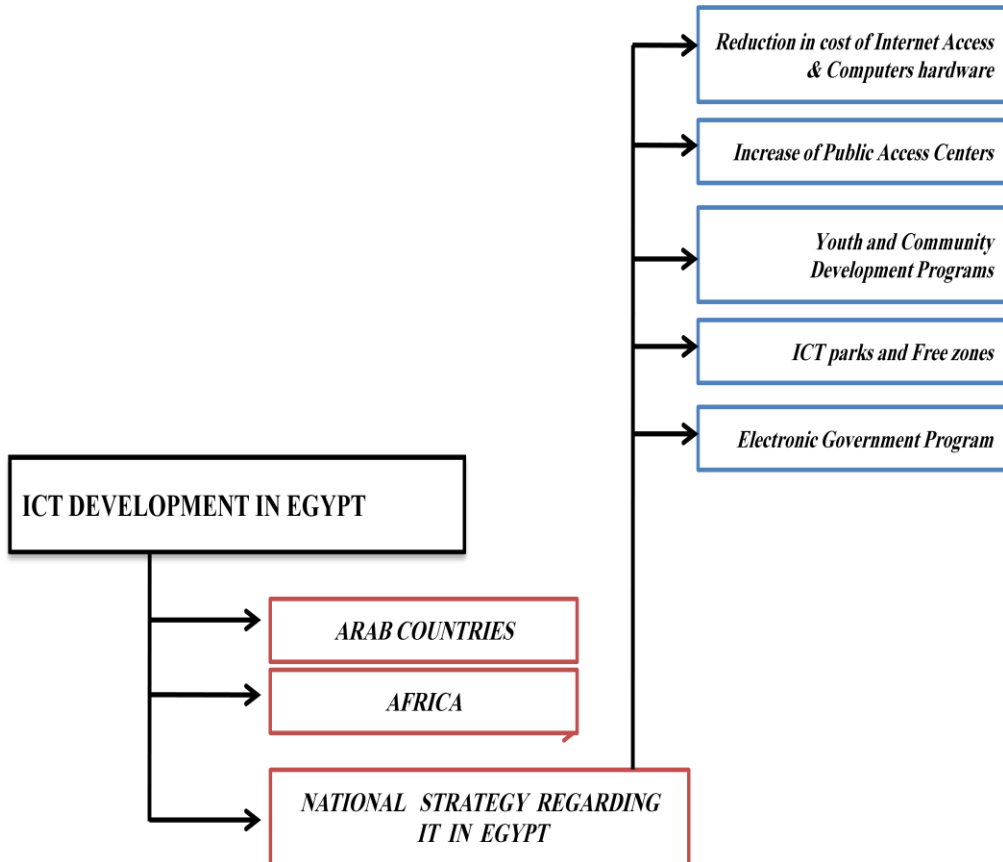 Reduction in cost of Internet Access
& Computers hardware
Increase of Public Access Centers
Youth and Community
Development Programs
ICT parks and Free zones
Electronic Government Program
ICT DEVELOPMENT IN EGYPT
ARAB COUNTRIES
AFRICA
NATIONAL STRATEGY REGARDING
IT IN EGYPT